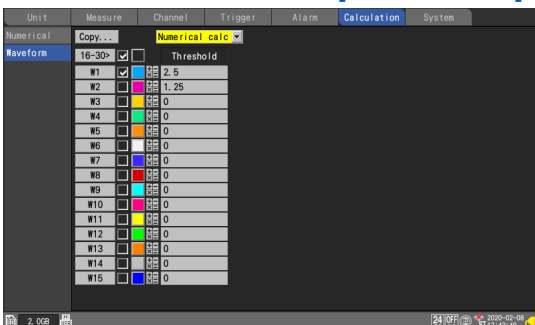 Unit Measure Channel Trigger Alarm Calculation System
Numerical Copy... Numerical calc
Waveform 16-30> Threshold
W1 2.5
W2 1.25
W3 0
W4 0
W5 0
W6 0
W7 0
W8 0
W9 0
W10 0
W11 0
W12 0
W13 0
W14 0
W15 0
2.0GB 24 OFF 2020-02-08